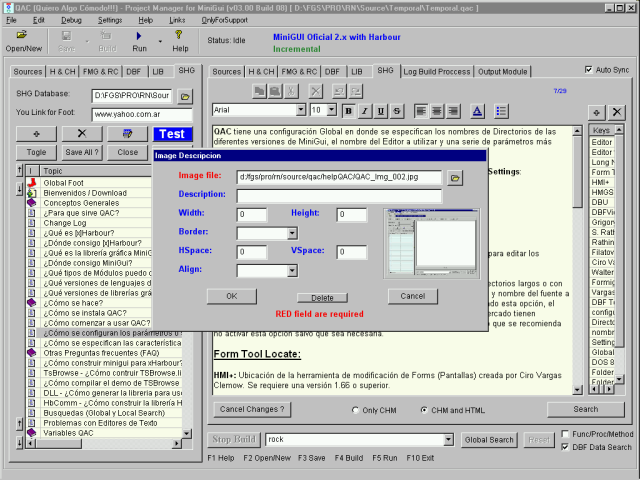 QAC (Quiero Algo Cómodo!!!) - Project Manager for MiniGui (v03.00 Build 08) [ D:\FGS\PRO\RN\Source\Temporal\Temporal.qac ]
File Edit Debug Settings Help Links OnlyForSupport
Open/New Save Build Run Help
Status: Idle
MiniGUI Oficial 2.x with Harbour
Incremental
Sources H & CH FMG & RC DBF LIB SHG
SHG Database: D:\FGS\PRO\RN\Sour
You Link for Foot: www.yahoo.com.ar
Test
Togle Save All ? Close
! I Topic
Global Foot
Bienvenidos / Download
Conceptos Generales
¿Para que sirve QAC?
Change Log
¿Qué es [x]Harbour?
¿Dónde consigo [x]Harbour?
¿Qué es la librería gráfica MiniG
¿Dónde consigo MiniGui?
¿Qué tipos de Módulos puedo c
¿Qué versiones de lenguajes d
¿Qué versiones de librerías grá
¿Cómo se hace?
¿Cómo se instala QAC?
¿Cómo comenzar a usar QAC?
¿Cómo se configuran los parámetros d
¿Cómo se especifican las característica
Otras Preguntas frecuentes (FAQ)
¿Cómo construir minigui para xHarbour?
TsBrowse - ¿Cómo contruir TSBrowse.li
¿Cómo compilar el demo de TSBrowse
DLL - ¿Cómo generar la librería para use
HbComm - ¿Cómo construir la librería H
Busquedas (Global y Local Search)
Problemas con Editores de Texto
Variables QAC
Sources H & CH FMG & RC DBF LIB SHG Log Build Proccess Output Module
Auto Sync
7/29
Arial 10 B I U S A
QAC tiene una configuración Global en donde se especifican los nombres de Directorios de las
diferentes versiones de MiniGui, el nombre del Editor a utilizar y una serie de parámetros más
Settings:
para editar los
ectorios largos o con
y nombre del fuente a
do esta opción, el
ercado tienen
que se recomienda
no activar esta opción salvo que sea necesaria.
Form Tool Locate:
HMI+: Ubicación de la herramienta de modificación de Forms (Pantallas) creada por Ciro Vargas
Clemow. Se requiere una versión 1.66 o superior.
Keys
Editor
Editor
Long N
Form T
HMI+
HMGS
DBU
DBFVie
Grigory
S. Rath
Rathin
Filatov
Ciro Va
Walter
Formig
Vargas
DBF To
configu
Directo
nombre
Setting
Global
DOS 8
Folder
Folder
Image Descripcion
Image file: d:/fgs/pro/rn/source/qac/helpQAC/QAC_Img_002.jpg
Description:
Width: 0 Height: 0
Border:
HSpace: 0 VSpace: 0
Align:
OK Delete Cancel
RED field are required
Cancel Changes ? Only CHM CHM and HTML Search
Stop Build rock Global Search Reset
Func/Proc/Method
DBF Data Search
F1 Help F2 Open/New F3 Save F4 Build F5 Run F10 Exit